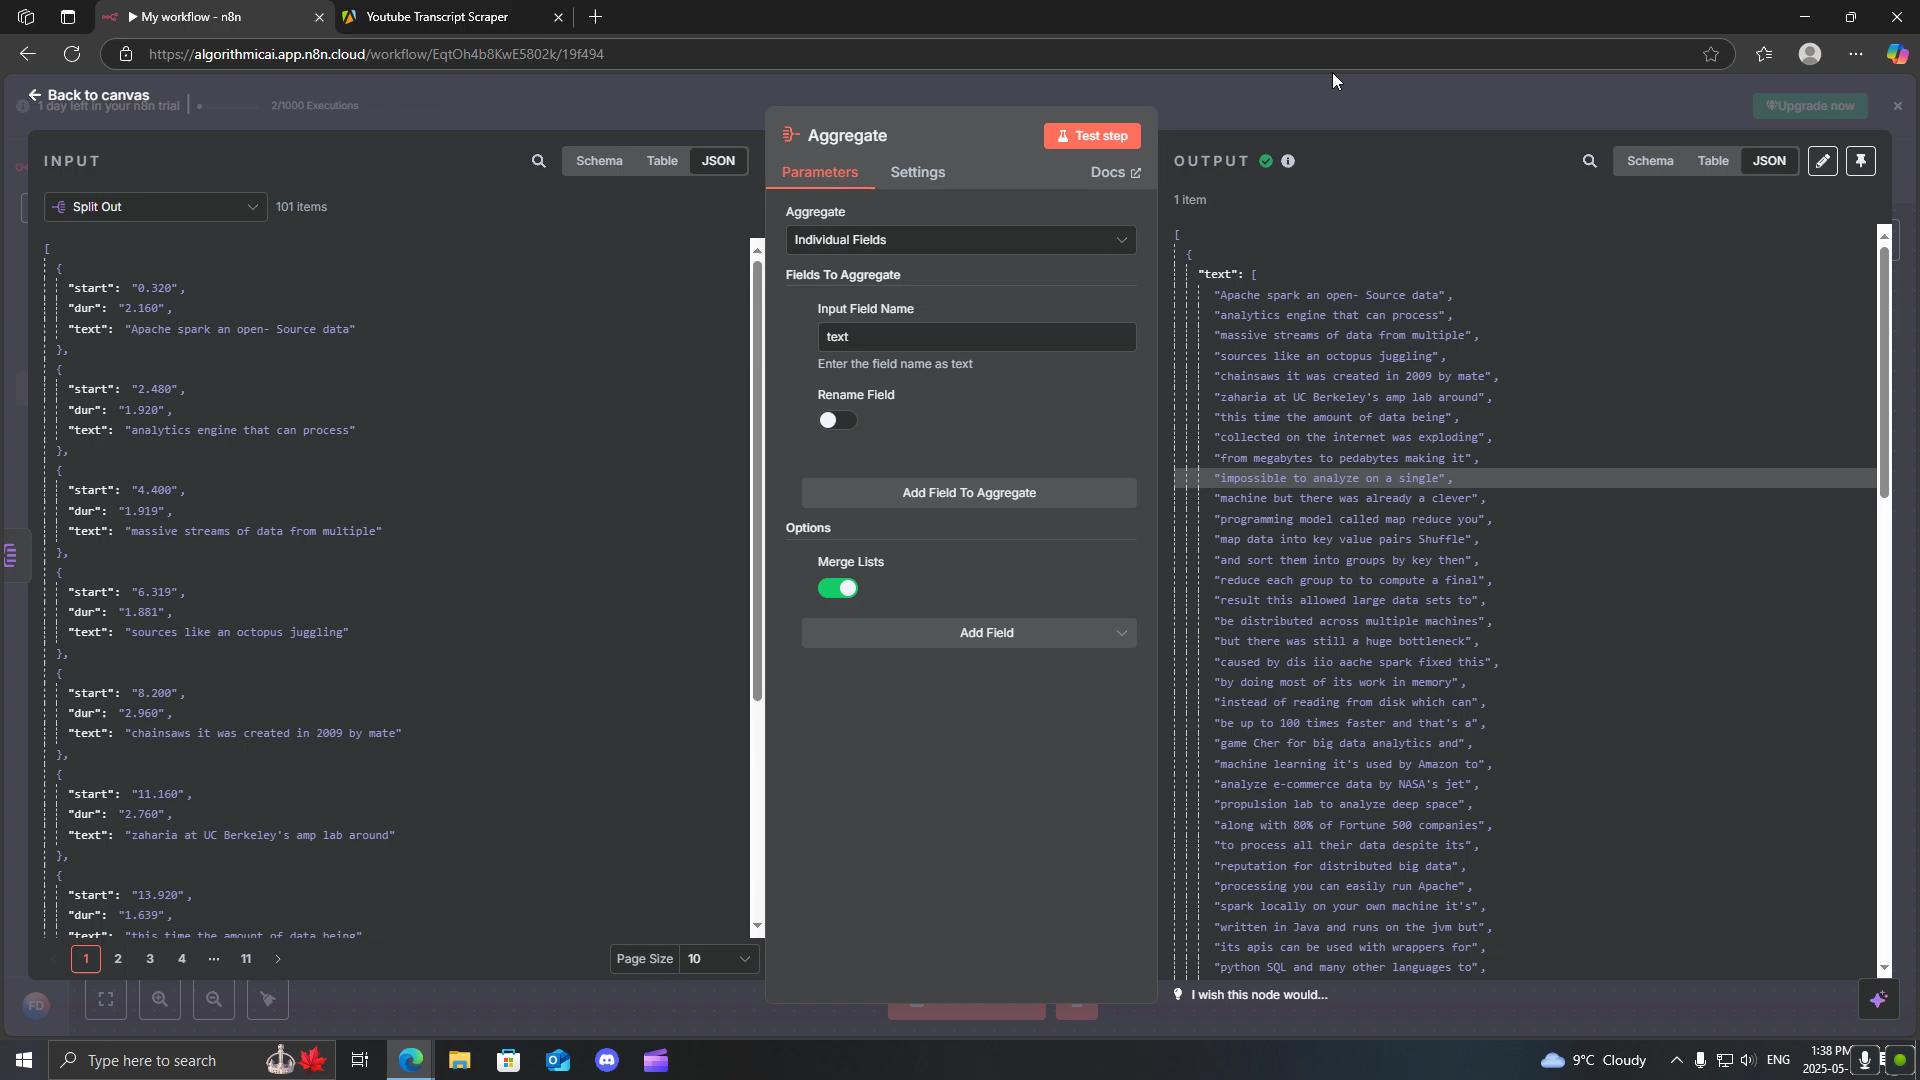 My workflow - n8n
Youtube Transcript Scraper
https://algorithmicai.app.n8n.cloud/workflow/EqtOh4b8KwE5802k/19f494
Back to canvas
1 day left in your n8n trial
2/1000 Executions
Upgrade now
INPUT
Schema
Table
JSON
Split Out
101 items
[
{
"start": "0.320",
"dur": "2.160",
"text": "Apache spark an open- Source data"
},
{
"start": "2.480",
"dur": "1.920",
"text": "analytics engine that can process"
},
{
"start": "4.400",
"dur": "1.919",
"text": "massive streams of data from multiple"
},
{
"start": "6.319",
"dur": "1.881",
"text": "sources like an octopus juggling"
},
{
"start": "8.200",
"dur": "2.960",
"text": "chainsaws it was created in 2009 by mate"
},
{
"start": "11.160",
"dur": "2.760",
"text": "zaharia at UC Berkeley's amp lab around"
},
{
"start": "13.920",
"dur": "1.639",
"text": "this time the amount of data being"
1
2
3
4
...
11
Page Size
10
Aggregate
Test step
Parameters
Settings
Docs
Aggregate
Individual Fields
Fields To Aggregate
Input Field Name
text
Enter the field name as text
Rename Field
Add Field To Aggregate
Options
Merge Lists
Add Field
OUTPUT
Schema
Table
JSON
1 item
[
{
"text": [
"Apache spark an open- Source data",
"analytics engine that can process",
"massive streams of data from multiple",
"sources like an octopus juggling",
"chainsaws it was created in 2009 by mate",
"zaharia at UC Berkeley's amp lab around",
"this time the amount of data being",
"collected on the internet was exploding",
"from megabytes to pedabytes making it",
"impossible to analyze on a single",
"machine but there was already a clever",
"programming model called map reduce you",
"map data into key value pairs Shuffle",
"and sort them into groups by key then",
"reduce each group to to compute a final",
"result this allowed large data sets to",
"be distributed across multiple machines",
"but there was still a huge bottleneck",
"caused by dis iio aache spark fixed this",
"by doing most of its work in memory",
"instead of reading from disk which can",
"be up to 100 times faster and that's a",
"game Cher for big data analytics and",
"machine learning it's used by Amazon to",
"analyze e-commerce data by NASA's jet",
"propulsion lab to analyze deep space",
"along with 80% of Fortune 500 companies",
"to process all their data despite its",
"reputation for distributed big data",
"processing you can easily run Apache",
"spark locally on your own machine it's",
"written in Java and runs on the jvm but",
"its apis can be used with wrappers for",
"python SQL and many other languages to",
I wish this node would...
FD
Type here to search
9°C Cloudy
ENG
1:38 PM
2025-05-